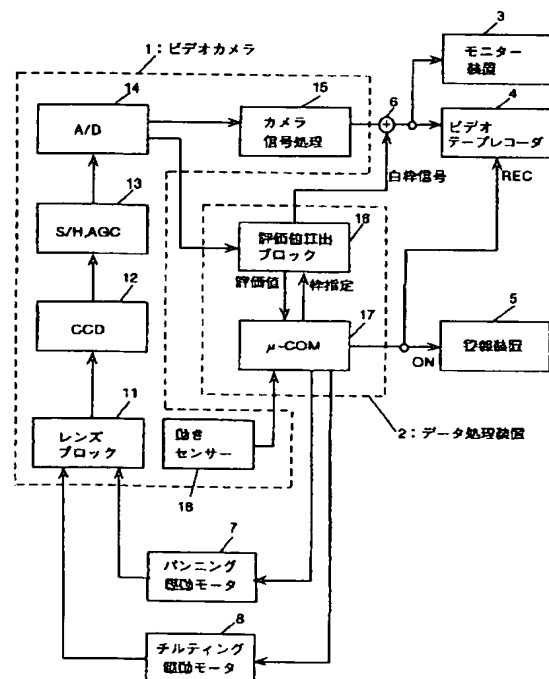 1:ビデオカメラ
3
モニター
装置
14
A/D
15
カメラ
信号処理
6
4
ビデオ
テープレコーダ
白枠信号
REC
13
S/H,AGC
16
評価値算出
ブロック
評価値
枠指定
12
CCD
17
μ-COM
5
警報装置
ON
11
レンズ
ブロック
動き
センサー
18
2:データ処理装置
7
パンニング
駆動モータ
8
チルティング
駆動モータ